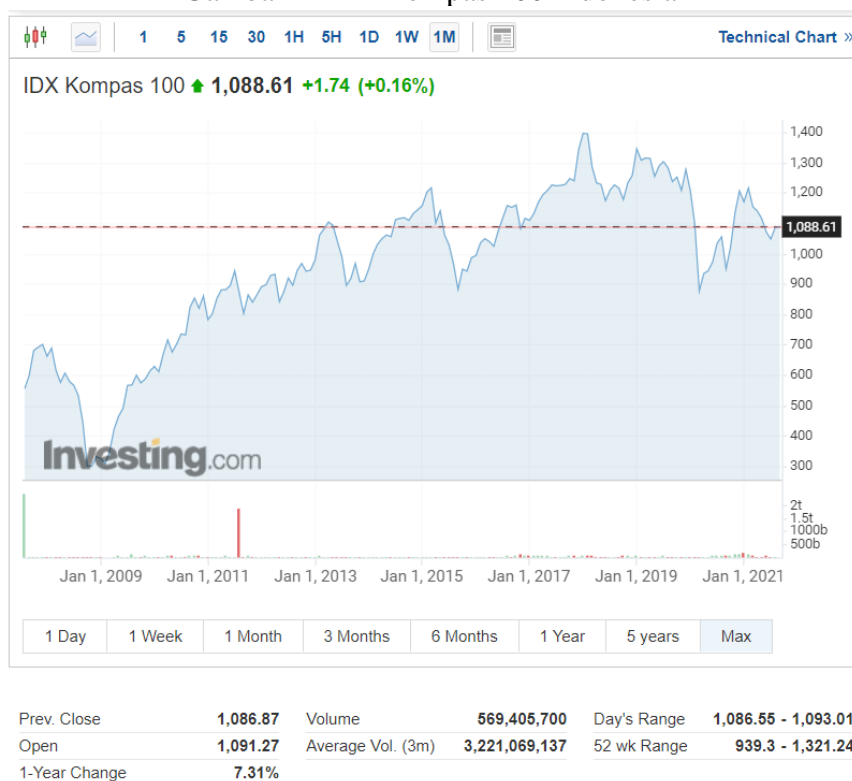 1 5 15 30 1H 5H 1D 1W 1M Technical Chart »
IDX Kompas 100 1,088.61 +1.74 (+0.16%)
1,400
1,300
1,200
1,088.61
1,000
900
800
700
600
500
400
300
Investing.com
2t
1.5t
1000b
500b
Jan 1, 2009 Jan 1, 2011 Jan 1, 2013 Jan 1, 2015 Jan 1, 2017 Jan 1, 2019 Jan 1, 2021
1 Day 1 Week 1 Month 3 Months 6 Months 1 Year 5 years Max
Prev. Close 1,086.87 Volume 569,405,700 Day's Range 1,086.55 - 1,093.01
Open 1,091.27 Average Vol. (3m) 3,221,069,137 52 wk Range 939.3 - 1,321.24
1-Year Change 7.31%